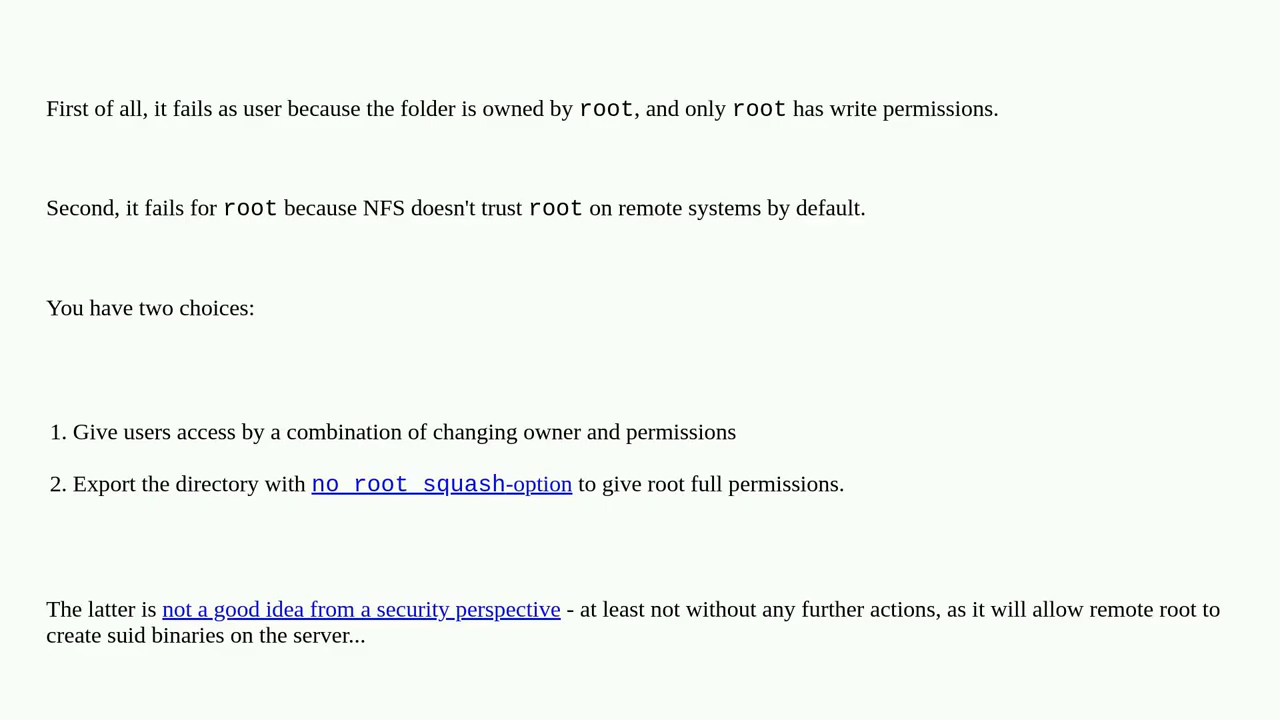 First of all, it fails as user because the folder is owned by root, and only root has write permissions.
Second, it fails for root because NFS doesn't trust root on remote systems by default.
You have two choices:
1. Give users access by a combination of changing owner and permissions
2. Export the directory with no_root_squash-option to give root full permissions.
The latter is not a good idea from a security perspective - at least not without any further actions, as it will allow remote root to
create suid binaries on the server...